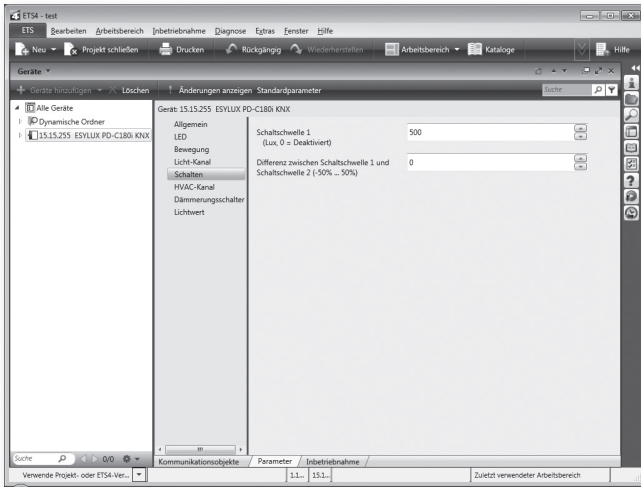 ETS4 - test
ETS Bearbeiten Arbeitsbereich Inbetriebnahme Diagnose Extras Fenster Hilfe
Neu Projekt schließen Drucken Rückgängig Wiederherstellen Arbeitsbereich Kataloge Hilfe
Geräte
Geräte hinzufügen Löschen Änderungen anzeigen Standardparameter Suche
Alle Geräte
Dynamische Ordner
15.15.255 ESYLUX PD-C180i KNX
Gerät: 15.15.255 ESYLUX PD-C180i KNX
Allgemein
LED
Bewegung
Licht-Kanal
Schalten
HVAC-Kanal
Dämmerungsschalter
Lichtwert
Schaltschwelle 1
(Lux, 0 = Deaktiviert)
500
Differenz zwischen Schaltschwelle 1 und
Schaltschwelle 2 (-50% ... 50%)
0
Suche 0/0
Kommunikationsobjekte Parameter Inbetriebnahme
Verwende Projekt- oder ETS4-Ver... 1.1... 15.1... Zuletzt verwendeter Arbeitsbereich